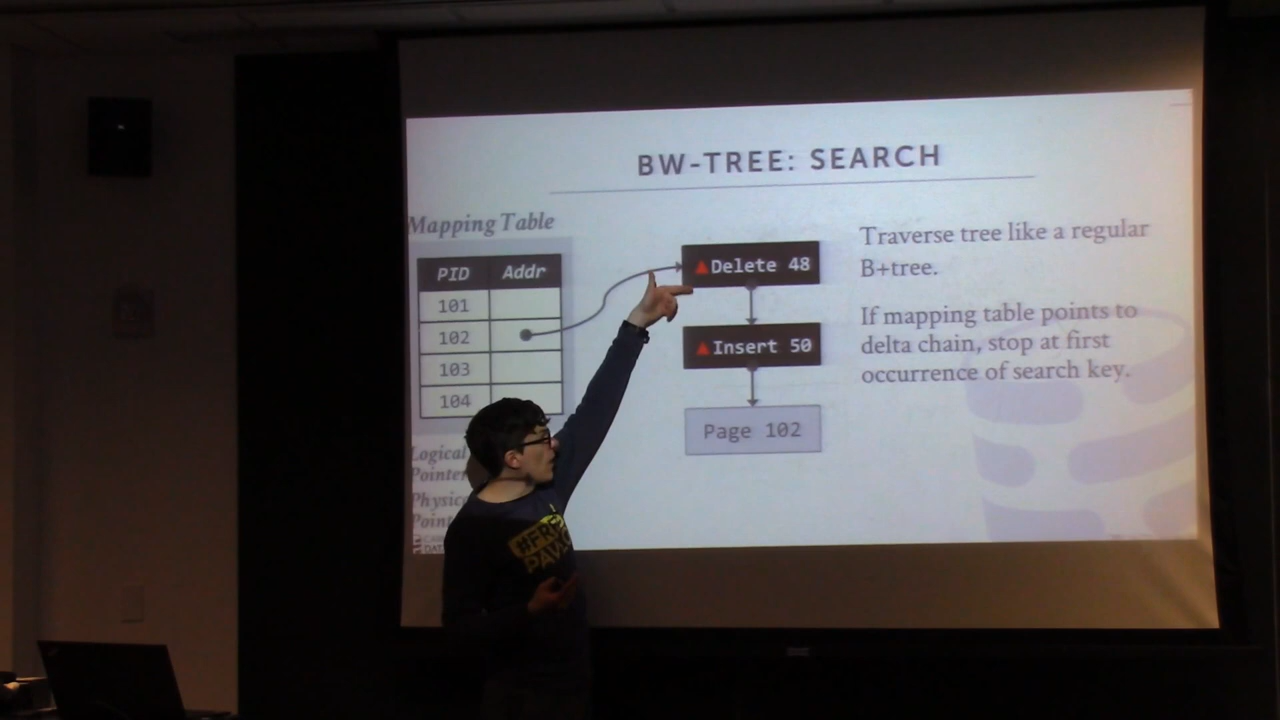 BW-TREE: SEARCH
Mapping Table
PID Addr
101
102
103
104
▲Delete 48
▲Insert 50
Page 102
Traverse tree like a regular
B+tree.
If mapping table points to
delta chain, stop at first
occurrence of search key.
Logical